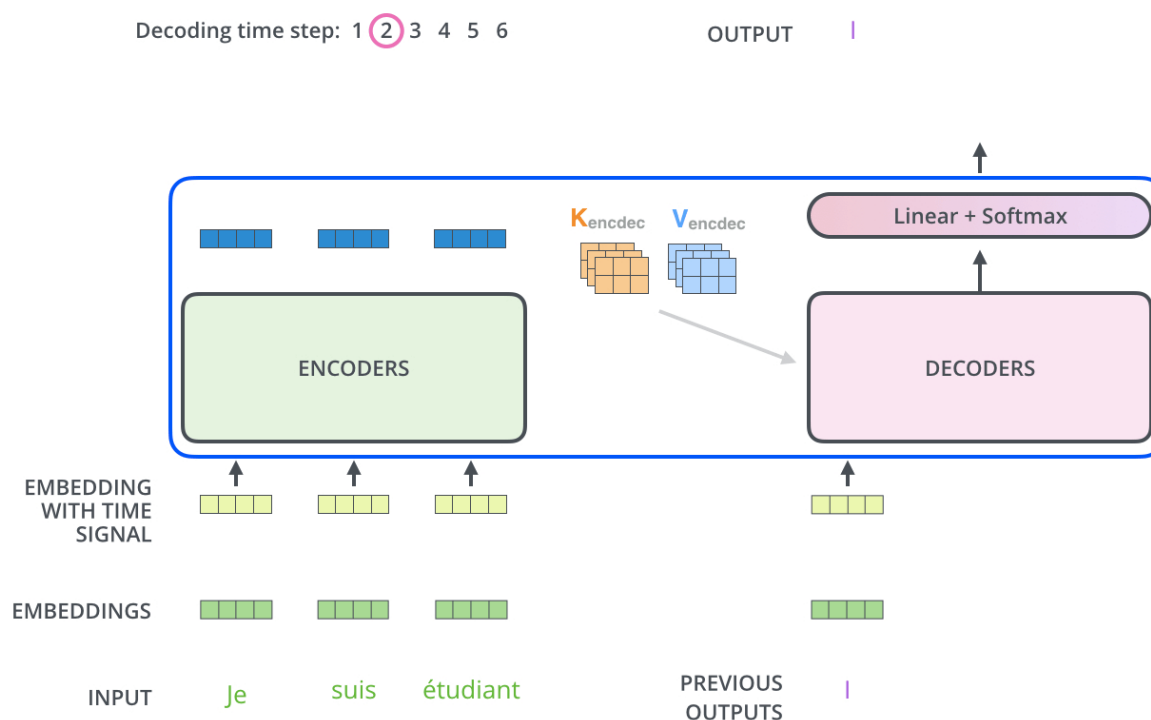 Decoding time step: 1 2 3 4 5 6
OUTPUT I
Linear + Softmax
Kencdec Vencdec
ENCODERS
DECODERS
EMBEDDING
WITH TIME
SIGNAL
EMBEDDINGS
INPUT Je suis étudiant
PREVIOUS
OUTPUTS
I